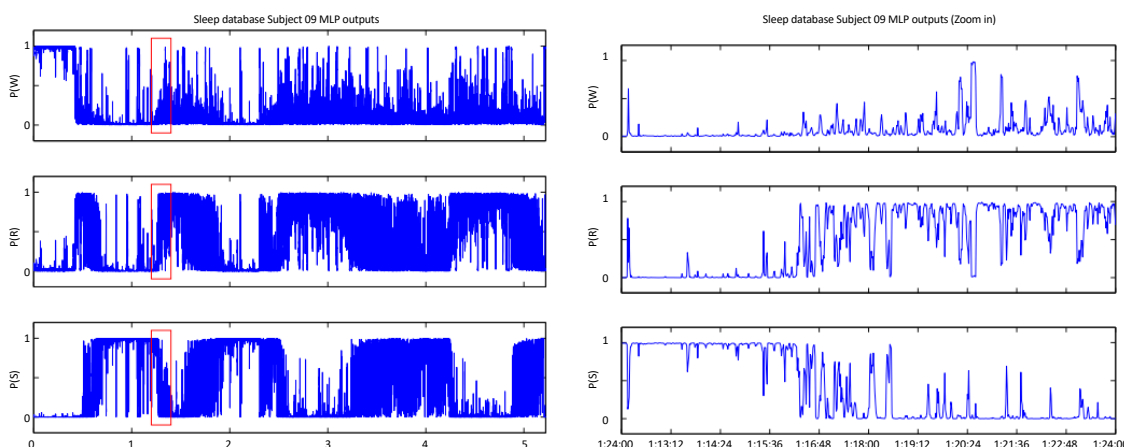 Sleep database Subject 09 MLP outputs
1
P(W)
0
1
P(R)
0
1
P(S)
0
0 1 2 3 4 5
Sleep database Subject 09 MLP outputs (Zoom in)
1
P(W)
0
1
P(R)
0
1
P(S)
0
1:24:00 1:13:12 1:14:24 1:15:36 1:16:48 1:18:00 1:19:12 1:20:24 1:21:36 1:22:48 1:24:00